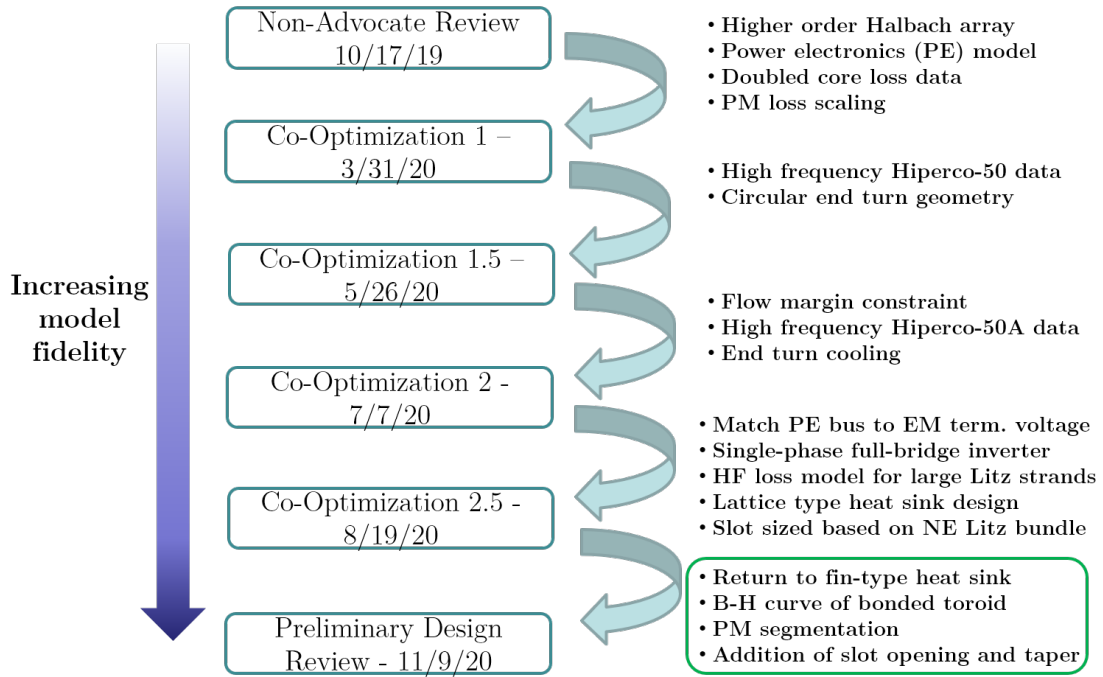 Non-Advocate Review
10/17/19
• Higher order Halbach array
• Power electronics (PE) model
• Doubled core loss data
• PM loss scaling
Co-Optimization 1 –
3/31/20
• High frequency Hiperco-50 data
• Circular end turn geometry
Co-Optimization 1.5 –
5/26/20
Increasing
model
fidelity
• Flow margin constraint
• High frequency Hiperco-50A data
• End turn cooling
Co-Optimization 2 -
7/7/20
• Match PE bus to EM term. voltage
• Single-phase full-bridge inverter
• HF loss model for large Litz strands
• Lattice type heat sink design
• Slot sized based on NE Litz bundle
Co-Optimization 2.5 -
8/19/20
• Return to fin-type heat sink
• B-H curve of bonded toroid
• PM segmentation
• Addition of slot opening and taper
Preliminary Design
Review - 11/9/20